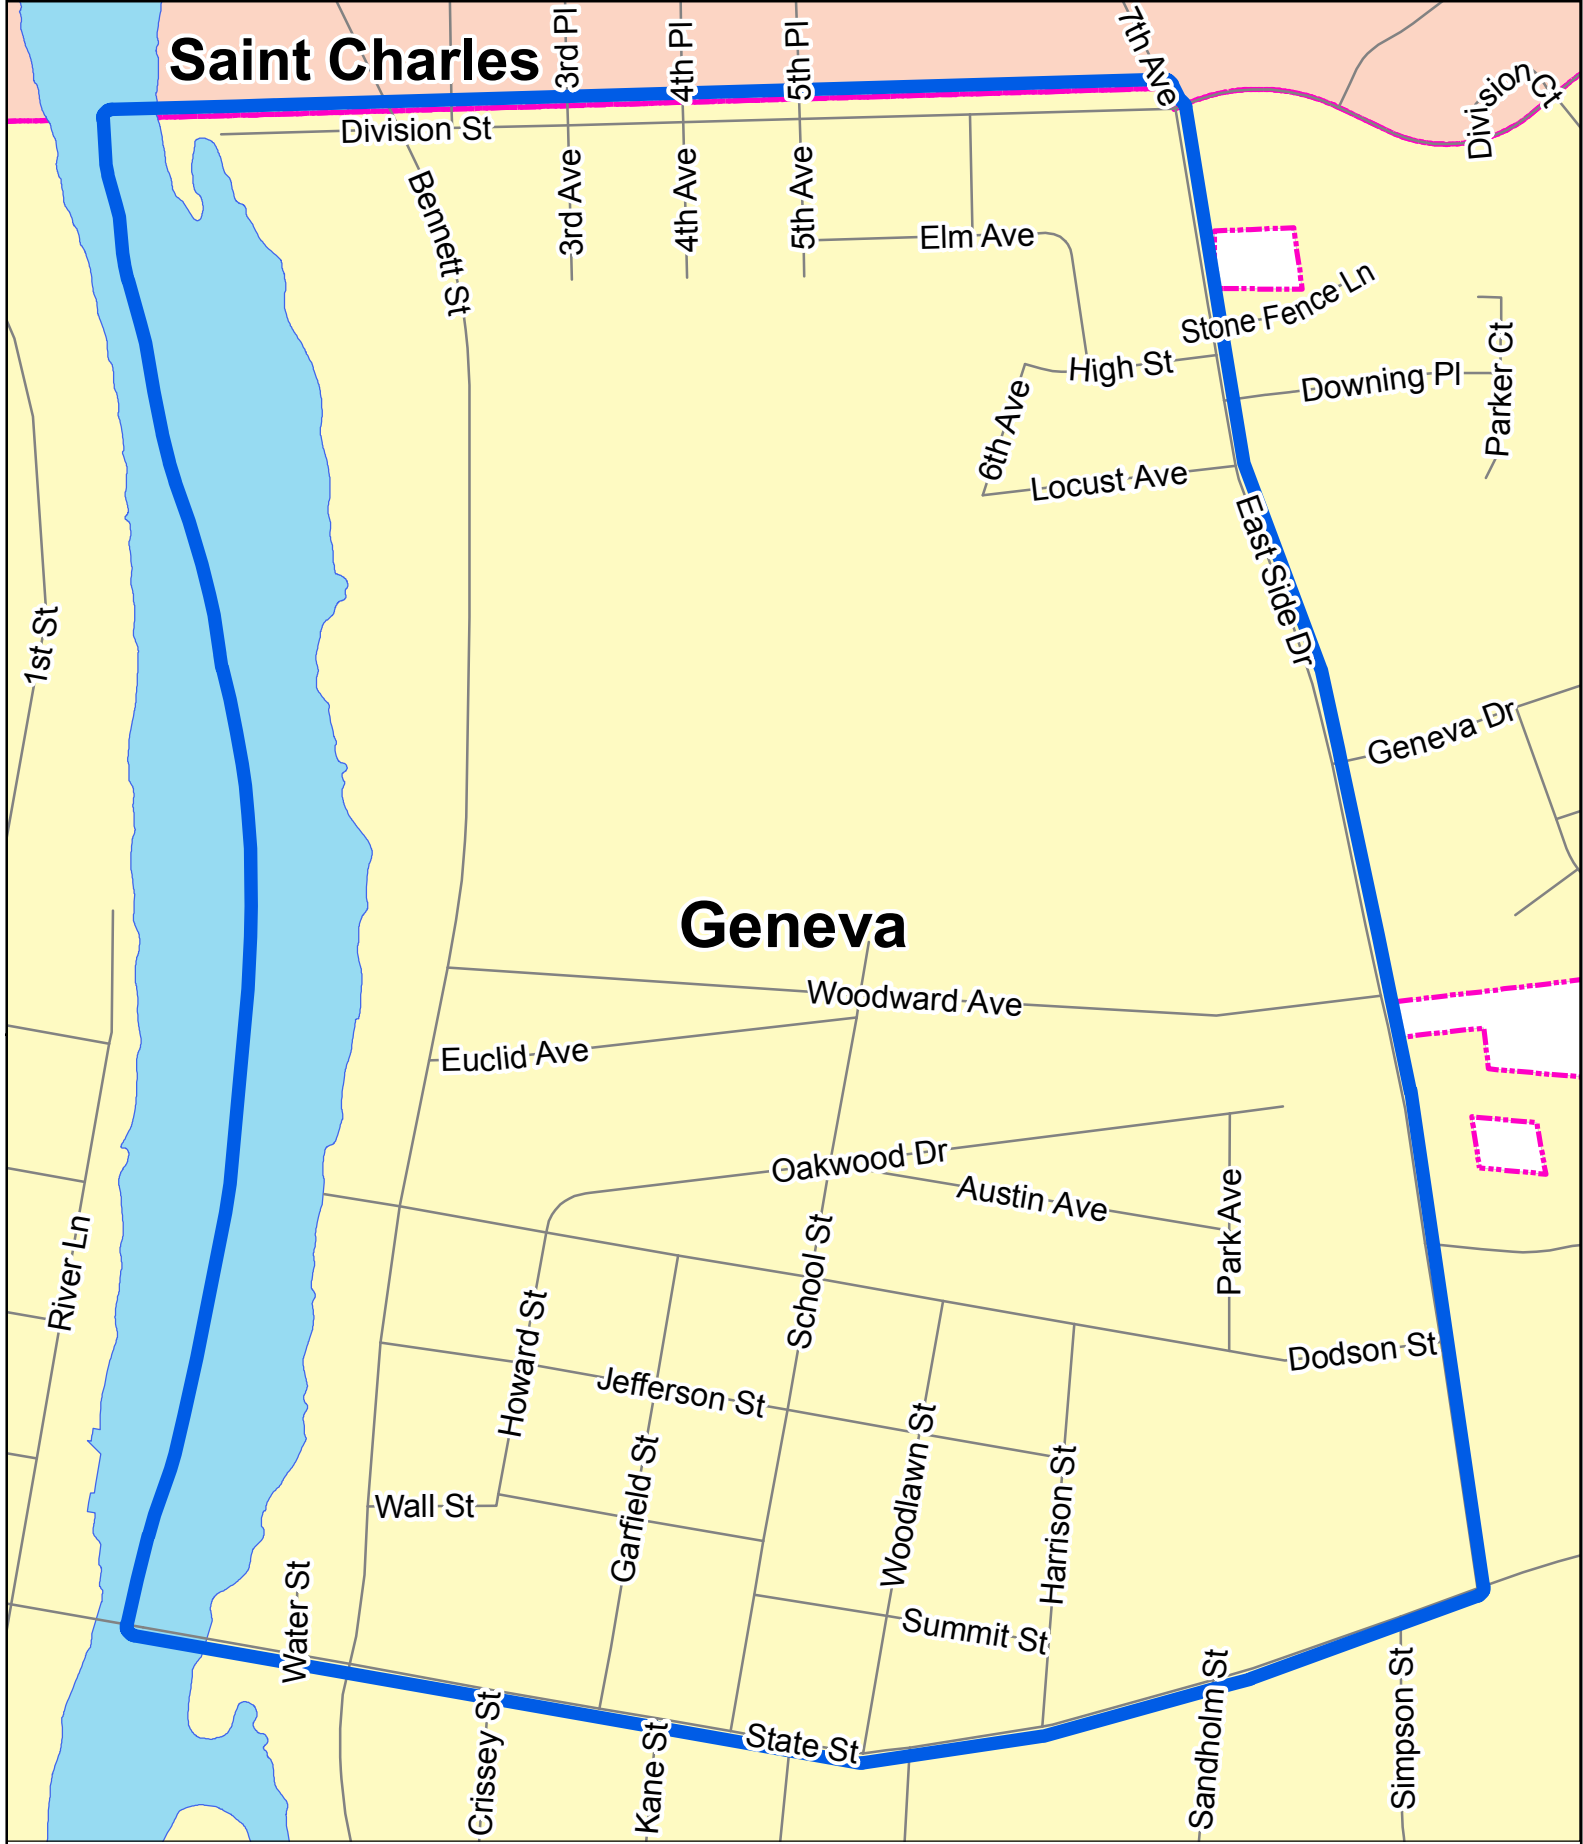 Saint Charles
3rd Pl
4th Pl
5th Pl
7th Ave
Division Ct
Division St
Bennett St
3rd Ave
4th Ave
5th Ave
Elm Ave
Stone Fence Ln
High St
Downing Pl
Parker Ct
6th Ave
Locust Ave
East Side Dr
1st St
Geneva Dr
Geneva
Woodward Ave
Euclid Ave
Oakwood Dr
Austin Ave
Park Ave
River Ln
School St
Howard St
Dodson St
Jefferson St
Garfield St
Woodlawn St
Harrison St
Wall St
Water St
Summit St
State St
Crissey St
Kane St
Sandholm St
Simpson St